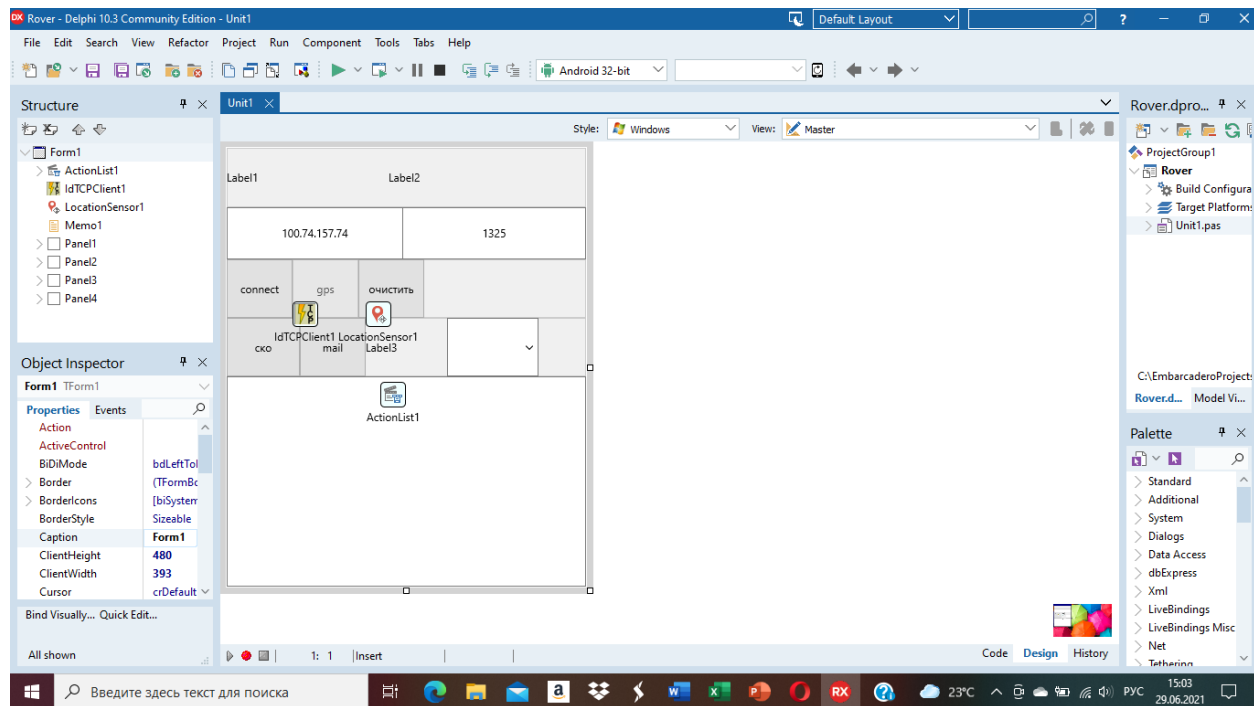 Rover - Delphi 10.3 Community Edition - Unit1
Default Layout
File Edit Search View Refactor Project Run Component Tools Tabs Help
Android 32-bit
Structure
Form1
ActionList1
IdTCPClient1
LocationSensor1
Memo1
Panel1
Panel2
Panel3
Panel4
Object Inspector
Form1 TForm1
Properties Events
Action
ActiveControl
BiDiMode bdLeftToI
Border (TFormBo
BorderIcons [biSystem
BorderStyle Sizeable
Caption Form1
ClientHeight 480
ClientWidth 393
Cursor crDefault
Bind Visually... Quick Edit...
All shown
Unit1
Style: Windows View: Master
Label1 Label2
100.74.157.74 1325
connect gps очистить
IdTCPClient1 LocationSensor1
ско mail Label3
ActionList1
1: 1 Insert
Code Design History
Rover.dpro...
ProjectGroup1
Rover
Build Configura
Target Platforms
Unit1.pas
C:\EmbarcaderoProjects
Rover.d... Model Vi...
Palette
Standard
Additional
System
Dialogs
Data Access
dbExpress
Xml
LiveBindings
LiveBindings Misc
Net
Tethering
Введите здесь текст для поиска
23°C
РУС
15:03
29.06.2021